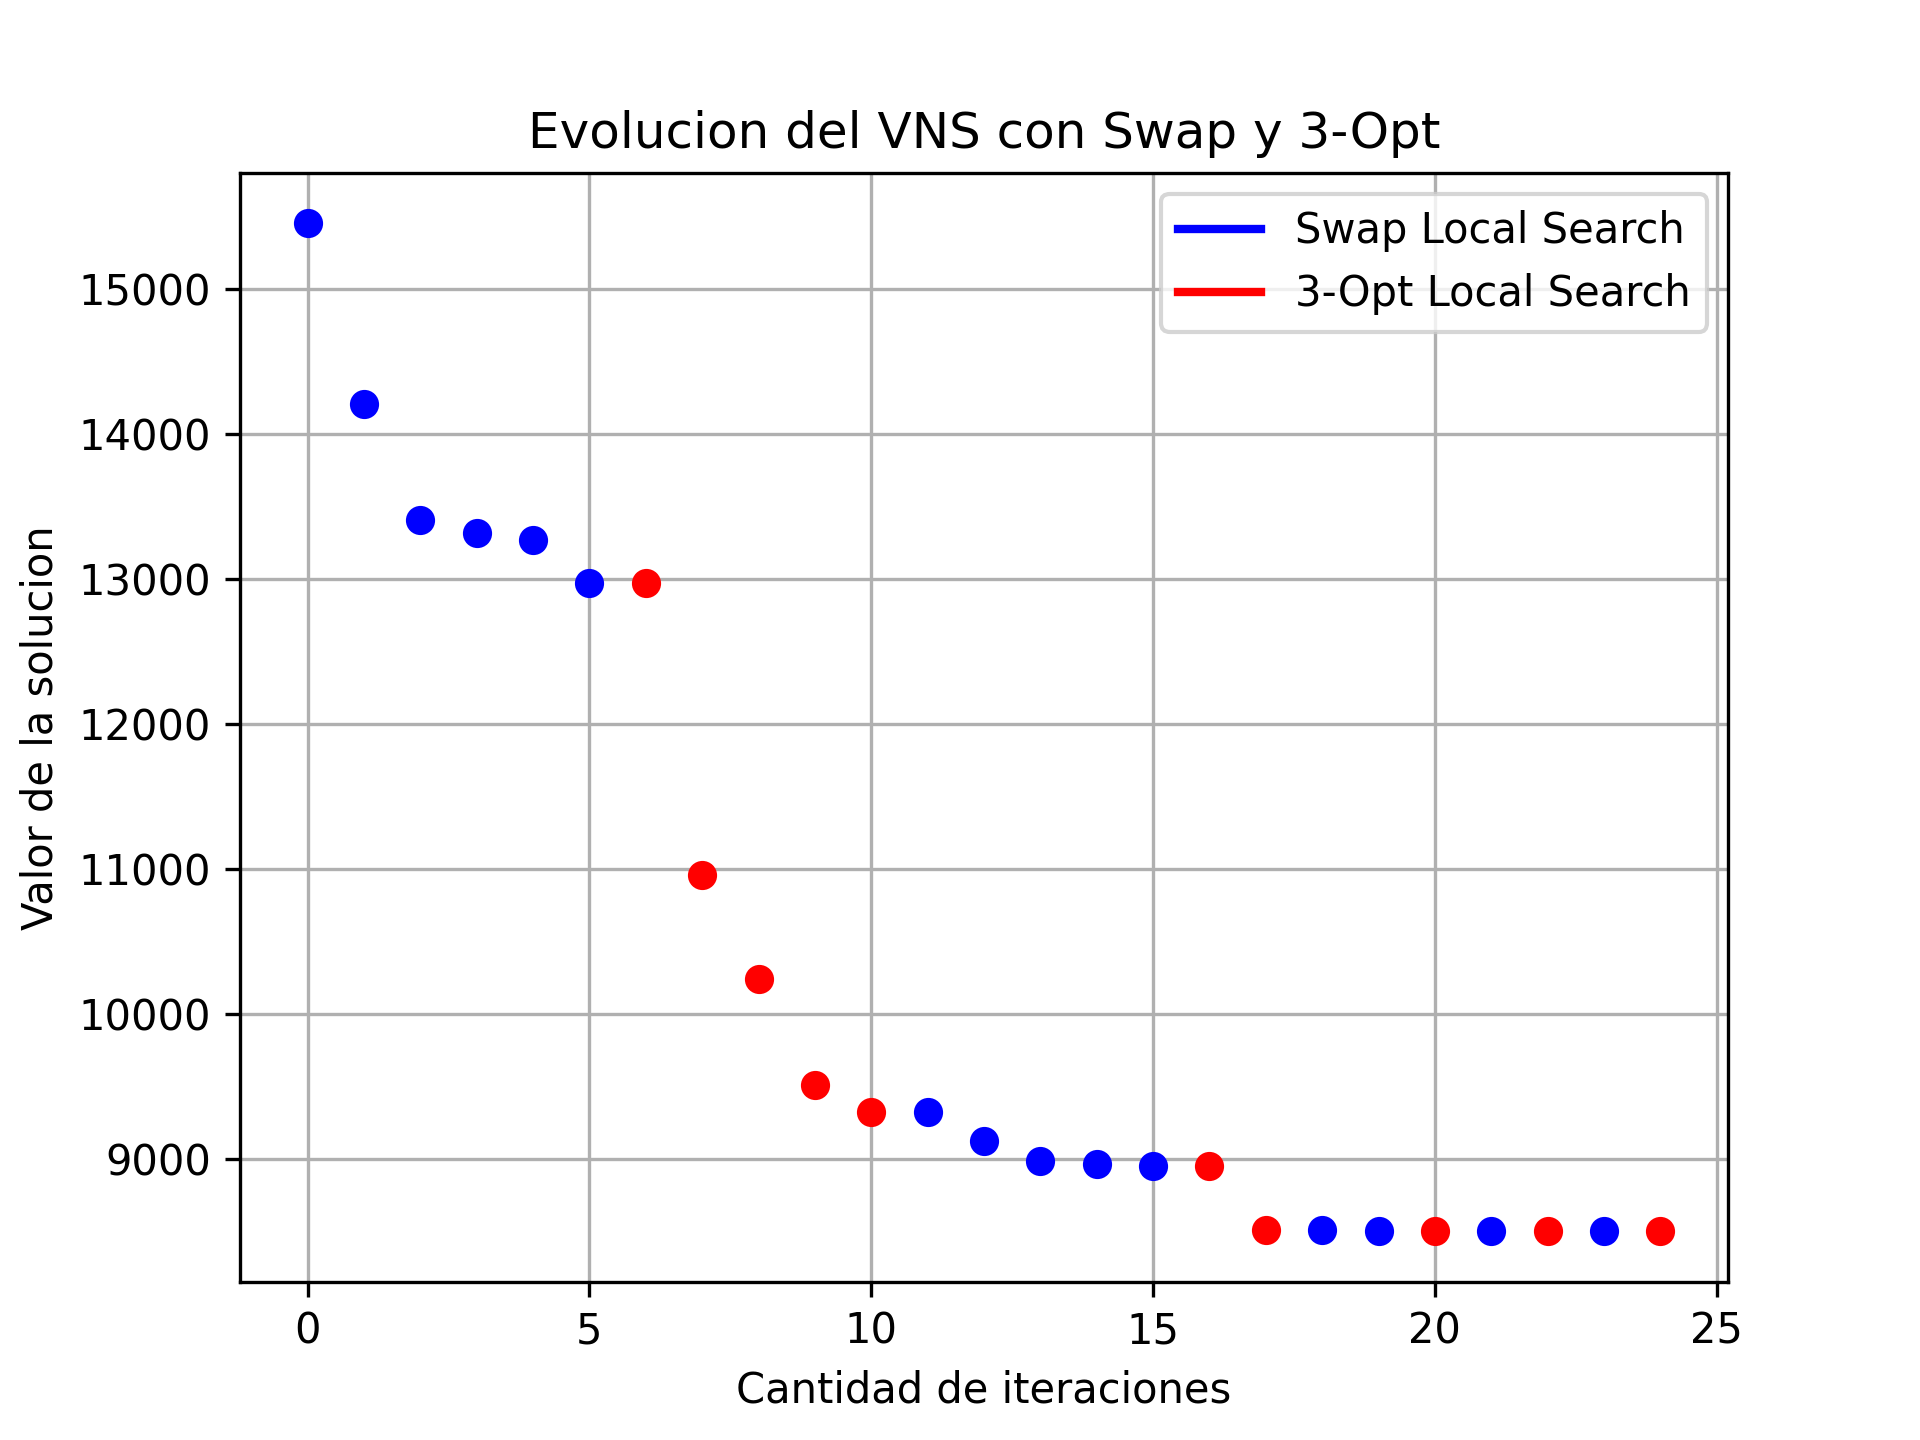 Evolucion del VNS con Swap y 3-Opt
Swap Local Search
3-Opt Local Search
Valor de la solucion
15000
14000
13000
12000
11000
10000
9000
0 5 10 15 20 25
Cantidad de iteraciones